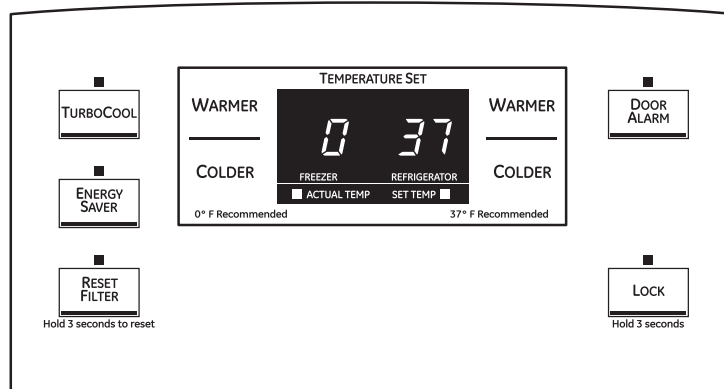 TEMPERATURE SET
TURBOCOOL
WARMER
0 37
WARMER
DOOR
ALARM
COLDER
COLDER
FREEZER REFRIGERATOR
ACTUAL TEMP SET TEMP
ENERGY
SAVER
0° F Recommended 37° F Recommended
RESET
FILTER
Hold 3 seconds to reset
LOCK
Hold 3 seconds